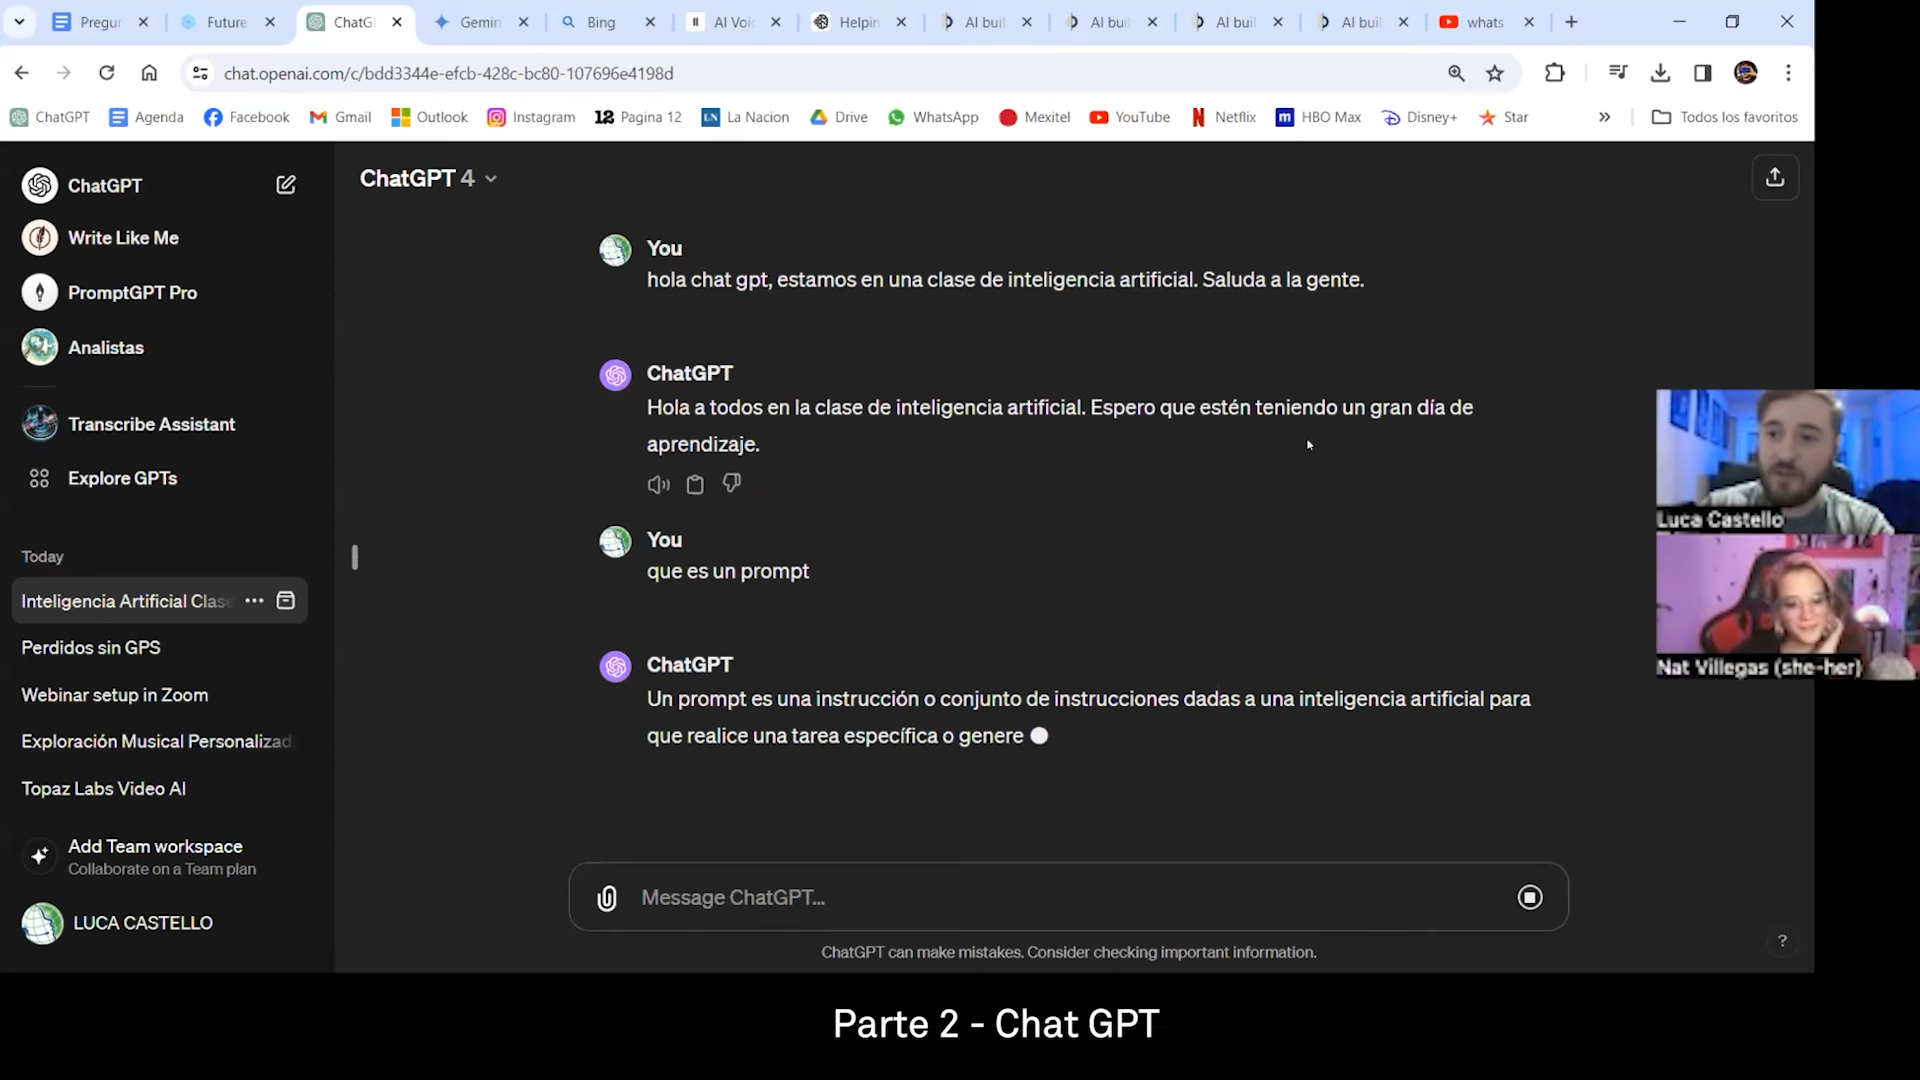 Pregur
Future
ChatGI
Gemin
Bing
AI Voic
Helpin
AI buil
AI buil
AI buil
AI buil
whats
chat.openai.com/c/bdd3344e-efcb-428c-bc80-107696e4198d
ChatGPT
Agenda
Facebook
Gmail
Outlook
Instagram
12 Pagina 12
LN La Nacion
Drive
WhatsApp
Mexitel
YouTube
Netflix
m HBO Max
Disney+
Star
Todos los favoritos
ChatGPT
Write Like Me
PromptGPT Pro
Analistas
Transcribe Assistant
Explore GPTs
Today
Inteligencia Artificial Clase
Perdidos sin GPS
Webinar setup in Zoom
Exploración Musical Personalizad
Topaz Labs Video AI
Add Team workspace
Collaborate on a Team plan
LUCA CASTELLO
ChatGPT 4
You
hola chat gpt, estamos en una clase de inteligencia artificial. Saluda a la gente.
ChatGPT
Hola a todos en la clase de inteligencia artificial. Espero que estén teniendo un gran día de
aprendizaje.
You
que es un prompt
ChatGPT
Un prompt es una instrucción o conjunto de instrucciones dadas a una inteligencia artificial para
que realice una tarea específica o genere
Message ChatGPT...
ChatGPT can make mistakes. Consider checking important information.
?
Luca Castello
Nat Villegas (she-her)
Parte 2 - Chat GPT